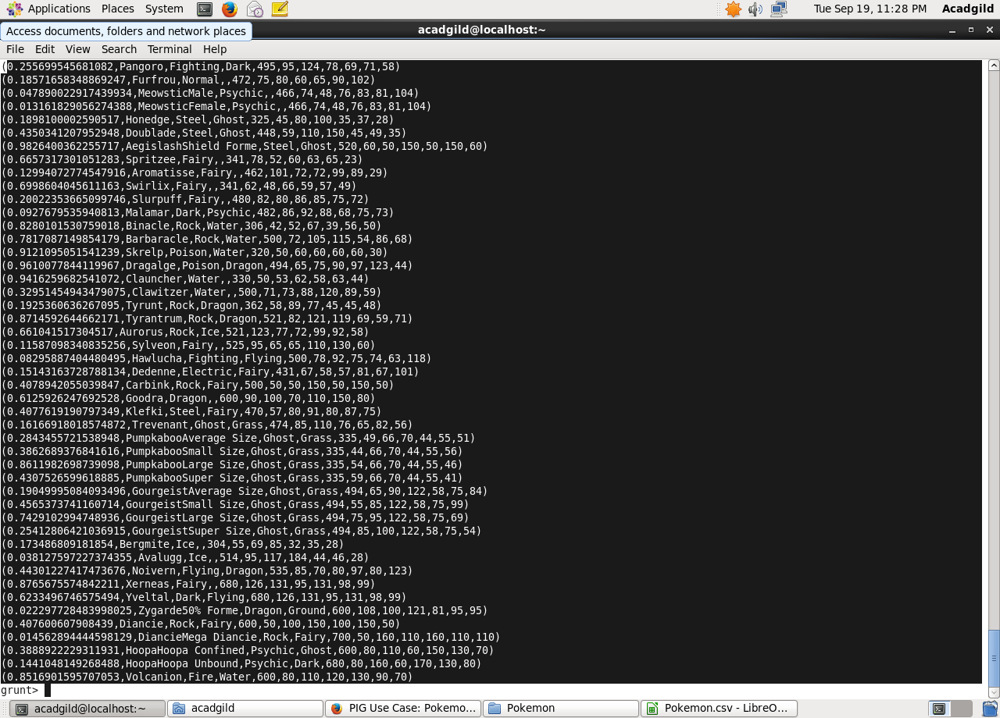 Applications Places System Tue Sep 19, 11:28 PM Acadgild
Access documents, folders and network places acadgild@localhost:~
File Edit View Search Terminal Help
(0.255699545681082,Pangoro,Fighting,Dark,495,95,124,78,69,71,58)
(0.18571658348869247,Furfrou,Normal,,472,75,80,60,65,90,102)
(0.047890022917439934,MeowsticMale,Psychic,,466,74,48,76,83,81,104)
(0.013161829056274388,MeowsticFemale,Psychic,,466,74,48,76,83,81,104)
(0.1898100002590517,Honedge,Steel,Ghost,325,45,80,100,35,37,28)
(0.4350341207952948,Doublade,Steel,Ghost,448,59,110,150,45,49,35)
(0.9826400362255717,AegislashShield Forme,Steel,Ghost,520,60,50,150,50,150,60)
(0.6657317301051283,Spritzee,Fairy,,341,78,52,60,63,65,23)
(0.12994072774547916,Aromatisse,Fairy,,462,101,72,72,99,89,29)
(0.6998604045611163,Swirlix,Fairy,,341,62,48,66,59,57,49)
(0.20022353665099746,Slurpuff,Fairy,,480,82,80,86,85,75,72)
(0.0927679535940813,Malamar,Dark,Psychic,482,86,92,88,68,75,73)
(0.8280101530759018,Binacle,Rock,Water,306,42,52,67,39,56,50)
(0.7817087149854179,Barbaracle,Rock,Water,500,72,105,115,54,86,68)
(0.9121095051541239,Skrelp,Poison,Water,320,50,60,60,60,60,30)
(0.9610077844119967,Dragalge,Poison,Dragon,494,65,75,90,97,123,44)
(0.9416259682541072,Clauncher,Water,,330,50,53,62,58,63,44)
(0.32951454943479075,Clawitzer,Water,,500,71,73,88,120,89,59)
(0.1925360636267095,Tyrunt,Rock,Dragon,362,58,89,77,45,45,48)
(0.8714592644662171,Tyrantrum,Rock,Dragon,521,82,121,119,69,59,71)
(0.661041517304517,Aurorus,Rock,Ice,521,123,77,72,99,92,58)
(0.11587098340835256,Sylveon,Fairy,,525,95,65,65,110,130,60)
(0.08295887404480495,Hawlucha,Fighting,Flying,500,78,92,75,74,63,118)
(0.15143163728788134,Dedenne,Electric,Fairy,431,67,58,57,81,67,101)
(0.4078942055039847,Carbink,Rock,Fairy,500,50,50,150,50,150,50)
(0.6125926247692528,Goodra,Dragon,,600,90,100,70,110,150,80)
(0.4077619190797349,Klefki,Steel,Fairy,470,57,80,91,80,87,75)
(0.16166918018574872,Trevenant,Ghost,Grass,474,85,110,76,65,82,56)
(0.2843455721538948,PumpkabooAverage Size,Ghost,Grass,335,49,66,70,44,55,51)
(0.3862689376841616,PumpkabooSmall Size,Ghost,Grass,335,44,66,70,44,55,56)
(0.8611982698739098,PumpkabooLarge Size,Ghost,Grass,335,54,66,70,44,55,46)
(0.4307526599618885,PumpkabooSuper Size,Ghost,Grass,335,59,66,70,44,55,41)
(0.19049995084093496,GourgeistAverage Size,Ghost,Grass,494,65,90,122,58,75,84)
(0.4565373741160714,GourgeistSmall Size,Ghost,Grass,494,55,85,122,58,75,99)
(0.7429102994748936,GourgeistLarge Size,Ghost,Grass,494,75,95,122,58,75,69)
(0.25412806421036915,GourgeistSuper Size,Ghost,Grass,494,85,100,122,58,75,54)
(0.173486809181854,Bergmite,Ice,,304,55,69,85,32,35,28)
(0.038127597227374355,Avalugg,Ice,,514,95,117,184,44,46,28)
(0.44301227417473676,Noivern,Flying,Dragon,535,85,70,80,97,80,123)
(0.8765675574842211,Xerneas,Fairy,,680,126,131,95,131,98,99)
(0.6233496746575494,Yveltal,Dark,Flying,680,126,131,95,131,98,99)
(0.022297728483998025,Zygarde50% Forme,Dragon,Ground,600,108,100,121,81,95,95)
(0.407600607908439,Diancie,Rock,Fairy,600,50,100,150,100,150,50)
(0.014562894444598129,DiancieMega Diancie,Rock,Fairy,700,50,160,110,160,110,110)
(0.3888922229311931,HoopaHoopa Confined,Psychic,Ghost,600,80,110,60,150,130,70)
(0.1441048149268488,HoopaHoopa Unbound,Psychic,Dark,680,80,160,60,170,130,80)
(0.8516901595707053,Volcanion,Fire,Water,600,80,110,120,130,90,70)
grunt>
acadgild@localhost:~ acadgild PIG Use Case: Pokemo... Pokemon Pokemon.csv - LibreO...